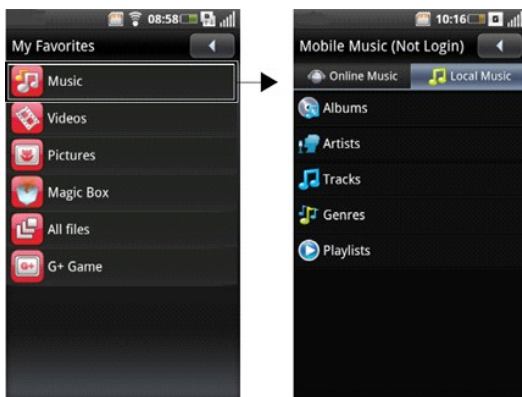 08:58
My Favorites
Music
Videos
Pictures
Magic Box
All files
G+
G+ Game
10:16
Mobile Music (Not Login)
Online Music
Local Music
Albums
Artists
Tracks
Genres
Playlists